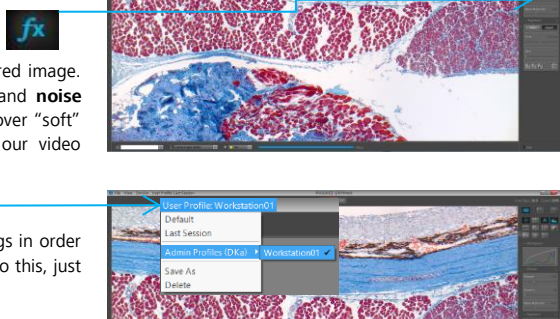 fx
red image.
and noise
over “soft”
our video
User Profile: Workstation01
Default
Last Session
Admin Profiles (DKa) Workstation01 ✔
Save As
Delete
gs in order
o this, just